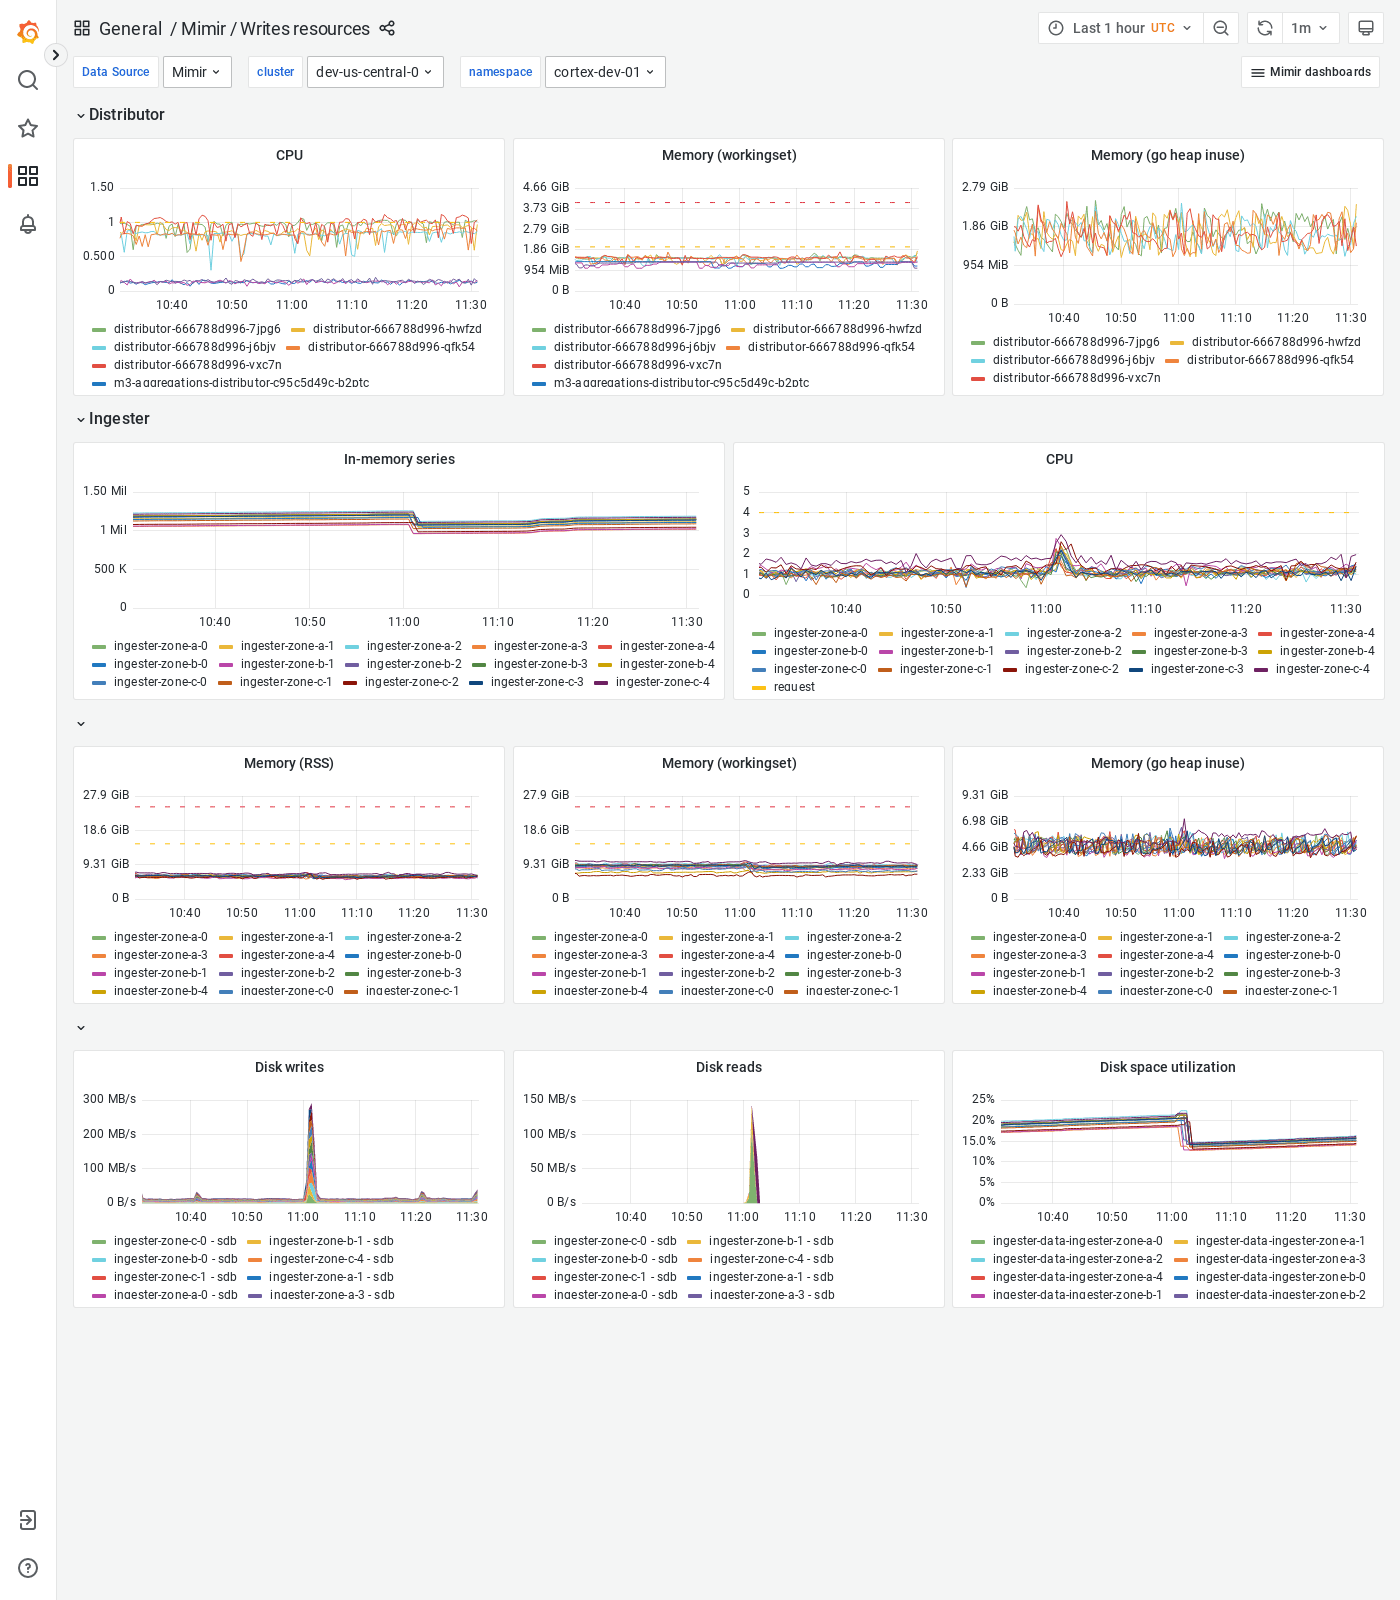 General / Mimir / Writes resources
Last 1 hour UTC
1m
Data Source Mimir cluster dev-us-central-0 namespace cortex-dev-01
Mimir dashboards
Distributor
CPU
1.50
1
0.500
0
10:40 10:50 11:00 11:10 11:20 11:30
distributor-666788d996-7jpg6 distributor-666788d996-hwfzd
distributor-666788d996-j6bjv distributor-666788d996-qfk54
distributor-666788d996-vxc7n
m3-aggregations-distributor-c95c5d49c-b2ptc
Memory (workingset)
4.66 GiB
3.73 GiB
2.79 GiB
1.86 GiB
954 MiB
0 B
10:40 10:50 11:00 11:10 11:20 11:30
distributor-666788d996-7jpg6 distributor-666788d996-hwfzd
distributor-666788d996-j6bjv distributor-666788d996-qfk54
distributor-666788d996-vxc7n
m3-aggregations-distributor-c95c5d49c-b2ptc
Memory (go heap inuse)
2.79 GiB
1.86 GiB
954 MiB
0 B
10:40 10:50 11:00 11:10 11:20 11:30
distributor-666788d996-7jpg6 distributor-666788d996-hwfzd
distributor-666788d996-j6bjv distributor-666788d996-qfk54
distributor-666788d996-vxc7n
Ingester
In-memory series
1.50 Mil
1 Mil
500 K
0
10:40 10:50 11:00 11:10 11:20 11:30
ingester-zone-a-0 ingester-zone-a-1 ingester-zone-a-2 ingester-zone-a-3 ingester-zone-a-4
ingester-zone-b-0 ingester-zone-b-1 ingester-zone-b-2 ingester-zone-b-3 ingester-zone-b-4
ingester-zone-c-0 ingester-zone-c-1 ingester-zone-c-2 ingester-zone-c-3 ingester-zone-c-4
CPU
5
4
3
2
1
0
10:40 10:50 11:00 11:10 11:20 11:30
ingester-zone-a-0 ingester-zone-a-1 ingester-zone-a-2 ingester-zone-a-3 ingester-zone-a-4
ingester-zone-b-0 ingester-zone-b-1 ingester-zone-b-2 ingester-zone-b-3 ingester-zone-b-4
ingester-zone-c-0 ingester-zone-c-1 ingester-zone-c-2 ingester-zone-c-3 ingester-zone-c-4
request
Memory (RSS)
27.9 GiB
18.6 GiB
9.31 GiB
0 B
10:40 10:50 11:00 11:10 11:20 11:30
ingester-zone-a-0 ingester-zone-a-1 ingester-zone-a-2
ingester-zone-a-3 ingester-zone-a-4 ingester-zone-b-0
ingester-zone-b-1 ingester-zone-b-2 ingester-zone-b-3
ingester-zone-b-4 ingester-zone-c-0 ingester-zone-c-1
Memory (workingset)
27.9 GiB
18.6 GiB
9.31 GiB
0 B
10:40 10:50 11:00 11:10 11:20 11:30
ingester-zone-a-0 ingester-zone-a-1 ingester-zone-a-2
ingester-zone-a-3 ingester-zone-a-4 ingester-zone-b-0
ingester-zone-b-1 ingester-zone-b-2 ingester-zone-b-3
ingester-zone-b-4 ingester-zone-c-0 ingester-zone-c-1
Memory (go heap inuse)
9.31 GiB
6.98 GiB
4.66 GiB
2.33 GiB
0 B
10:40 10:50 11:00 11:10 11:20 11:30
ingester-zone-a-0 ingester-zone-a-1 ingester-zone-a-2
ingester-zone-a-3 ingester-zone-a-4 ingester-zone-b-0
ingester-zone-b-1 ingester-zone-b-2 ingester-zone-b-3
ingester-zone-b-4 ingester-zone-c-0 ingester-zone-c-1
Disk writes
300 MB/s
200 MB/s
100 MB/s
0 B/s
10:40 10:50 11:00 11:10 11:20 11:30
ingester-zone-c-0 - sdb ingester-zone-b-1 - sdb
ingester-zone-b-0 - sdb ingester-zone-c-4 - sdb
ingester-zone-c-1 - sdb ingester-zone-a-1 - sdb
ingester-zone-a-0 - sdb ingester-zone-a-3 - sdb
Disk reads
150 MB/s
100 MB/s
50 MB/s
0 B/s
10:40 10:50 11:00 11:10 11:20 11:30
ingester-zone-c-0 - sdb ingester-zone-b-1 - sdb
ingester-zone-b-0 - sdb ingester-zone-c-4 - sdb
ingester-zone-c-1 - sdb ingester-zone-a-1 - sdb
ingester-zone-a-0 - sdb ingester-zone-a-3 - sdb
Disk space utilization
25%
20%
15.0%
10%
5%
0%
10:40 10:50 11:00 11:10 11:20 11:30
ingester-data-ingester-zone-a-0 ingester-data-ingester-zone-a-1
ingester-data-ingester-zone-a-2 ingester-data-ingester-zone-a-3
ingester-data-ingester-zone-a-4 ingester-data-ingester-zone-b-0
ingester-data-ingester-zone-b-1 ingester-data-ingester-zone-b-2